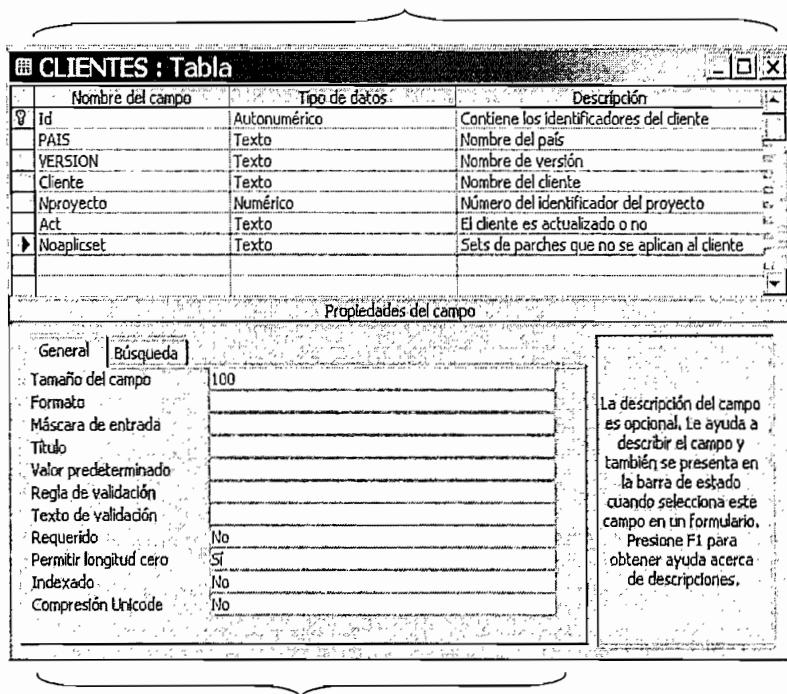 CLIENTES : Tabla
Nombre del campo Tipo de datos Descripción
Id Autonumérico Contiene los identificadores del cliente
PAIS Texto Nombre del país
VERSION Texto Nombre de versión
Cliente Texto Nombre del cliente
Nproyecto Numérico Número del identificador del proyecto
Act Texto El cliente es actualizado o no
Noaplicset Texto Sets de parches que no se aplican al cliente
Propiedades del campo
General Búsqueda
Tamaño del campo 100
Formato
Máscara de entrada
Título
Valor predeterminado
Regla de validación
Texto de validación
Requerido No
Permitir longitud cero Sí
Indexado No
Compresión Unicode No
La descripción del campo
es opcional. Le ayuda a
describir el campo y
también se presenta en
la barra de estado
cuando selecciona este
campo en un formulario.
Presione F1 para
obtener ayuda acerca
de descripciones.